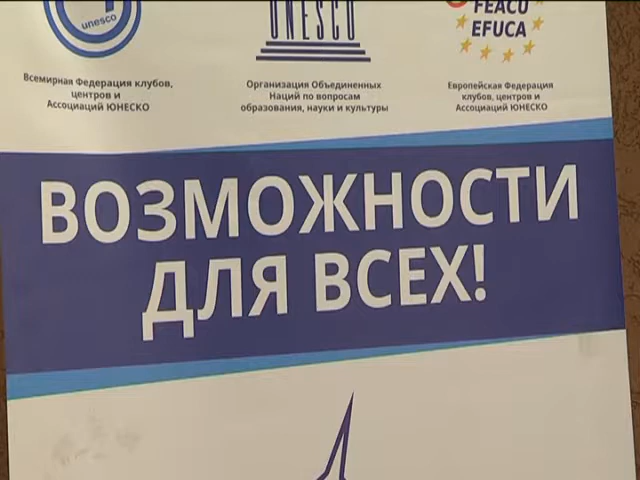 unesco
UNESCO
FEACU
EFUCA
Всемирная Федерация клубов,
центров и
Ассоциаций ЮНЕСКО
Организация Объединенных
Наций по вопросам
образования, науки и культуры
Европейская Федерация
клубов, центров и
Ассоциаций ЮНЕСКО
ВОЗМОЖНОСТИ
ДЛЯ ВСЕХ!